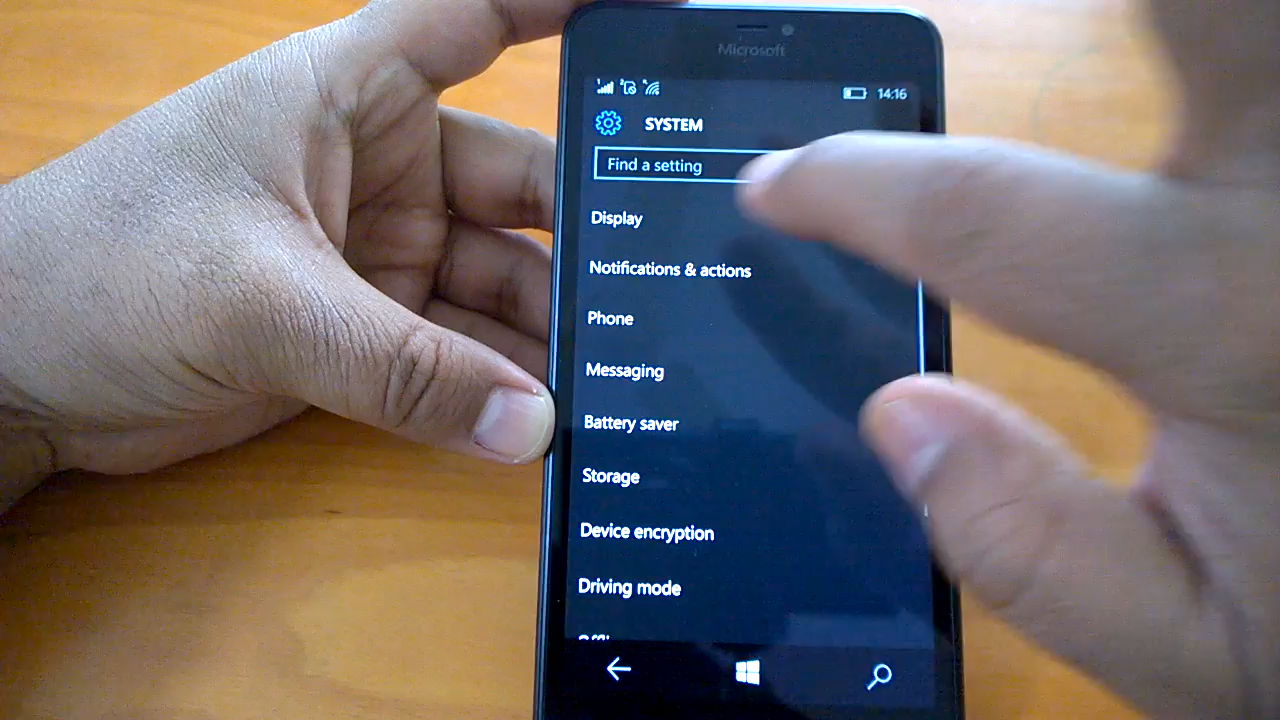 Microsoft
14:16
SYSTEM
Find a setting
Display
Notifications & actions
Phone
Messaging
Battery saver
Storage
Device encryption
Driving mode